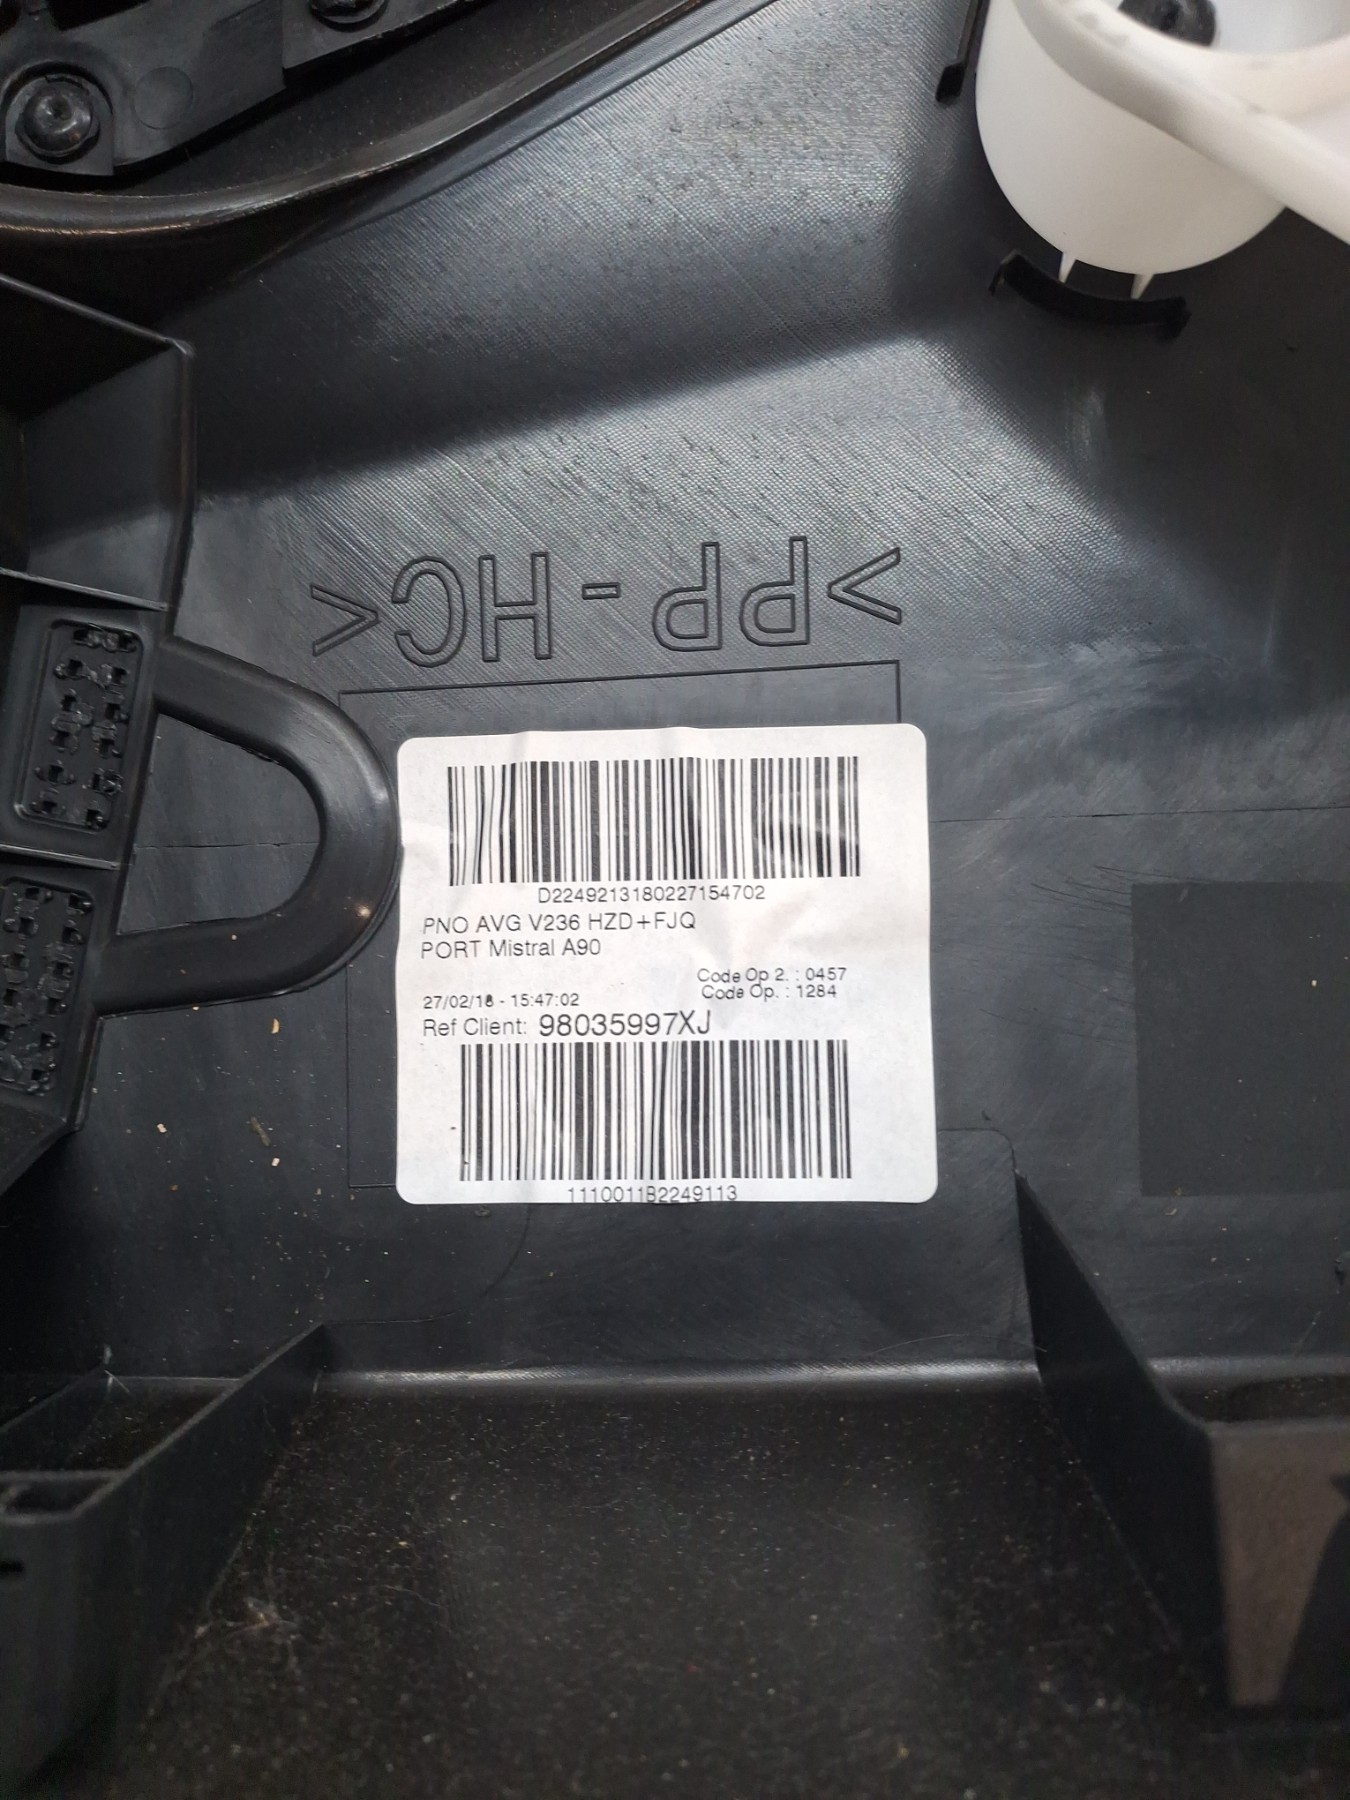 >PP-HC<
D2249213180227154702
PNO AVG V236 HZD+FJQ
PORT Mistral A90
Code Op 2. : 0457
27/02/18 - 15:47:02
Code Op. : 1284
Ref Client: 98035997XJ
1110011B2249113